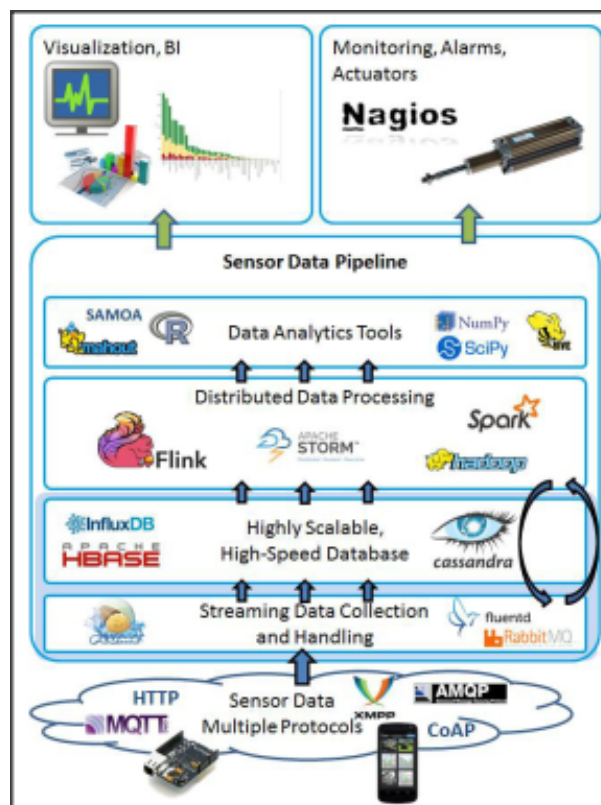 Visualization, BI
Monitoring, Alarms,
Actuators
Nagios
Sensor Data Pipeline
SAMOA
mahout
R
Data Analytics Tools
NumPy
SciPy
HIVE
Distributed Data Processing
Flink
APACHE
STORM™
Spark
hadoop
InfluxDB
APACHE
HBASE
Highly Scalable,
High-Speed Database
cassandra
Streaming Data Collection
and Handling
fluentd
RabbitMQ
HTTP
MQTT
Sensor Data
Multiple Protocols
XMPP
AMQP
CoAP